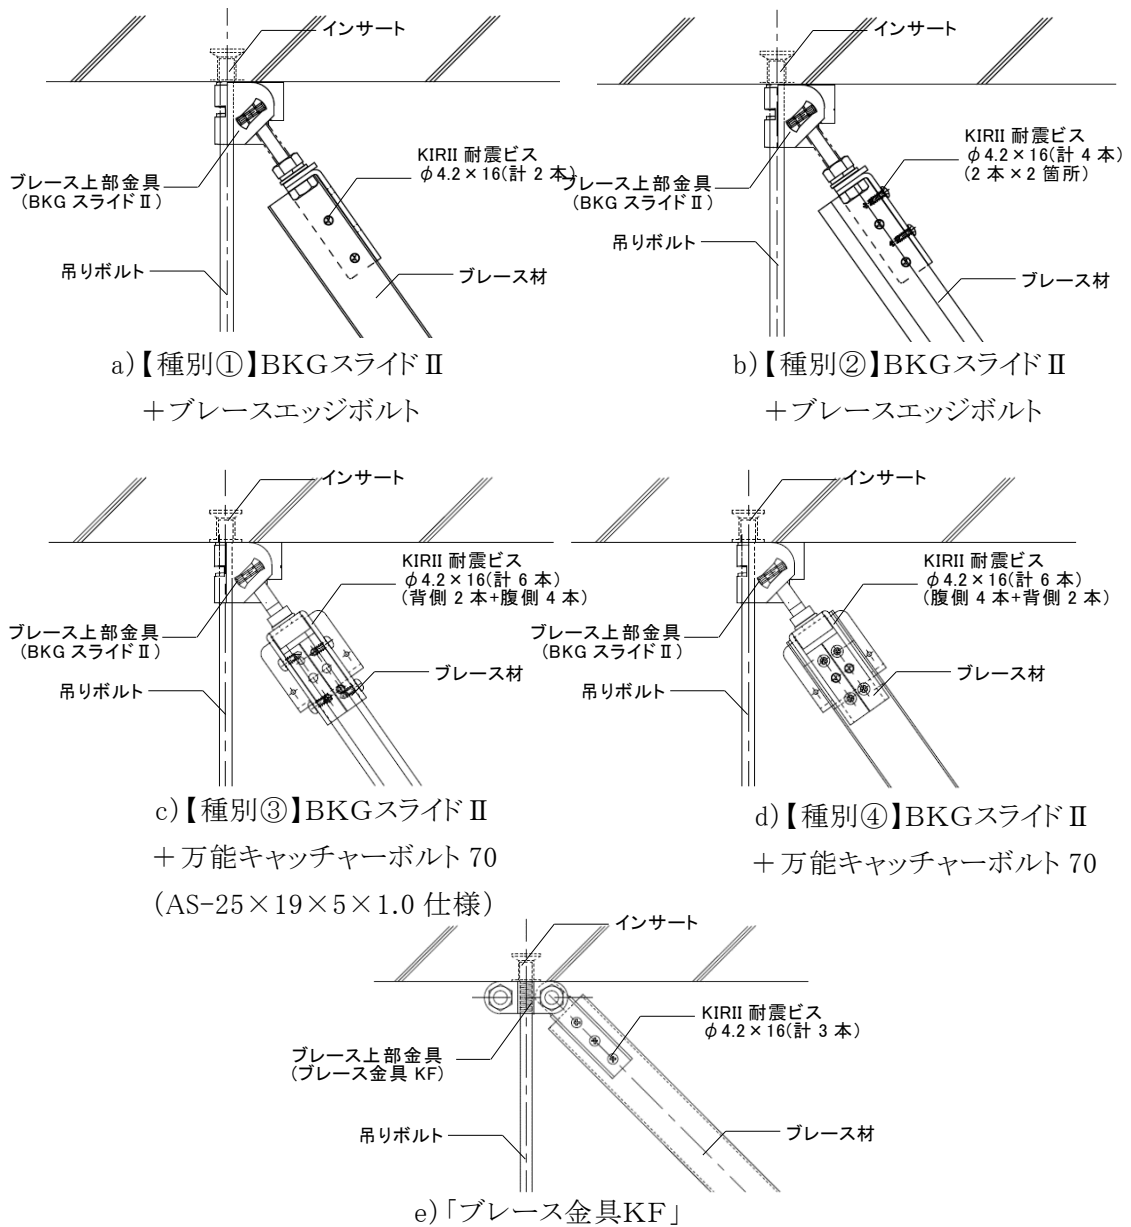 インサート
KIRII 耐震ビス
φ4.2×16(計 2 本)
ブレース上部金具
(BKG スライドⅡ)
吊りボルト
ブレース材
a)【種別①】BKGスライドⅡ
+ブレースエッジボルト
インサート
KIRII 耐震ビス
φ4.2×16(計 4 本)
(2 本×2 箇所)
ブレース上部金具
(BKG スライドⅡ)
吊りボルト
ブレース材
b)【種別②】BKGスライドⅡ
+ブレースエッジボルト
インサート
KIRII 耐震ビス
φ4.2×16(計 6 本)
(背側 2 本+腹側 4 本)
ブレース上部金具
(BKG スライドⅡ)
吊りボルト
ブレース材
c)【種別③】BKGスライドⅡ
+万能キャッチャーボルト 70
(AS-25×19×5×1.0 仕様)
インサート
KIRII 耐震ビス
φ4.2×16(計 6 本)
(腹側 4 本+背側 2 本)
ブレース上部金具
(BKG スライドⅡ)
吊りボルト
ブレース材
d)【種別④】BKGスライドⅡ
+万能キャッチャーボルト 70
インサート
KIRII 耐震ビス
φ4.2×16(計 3 本)
ブレース上部金具
(ブレース金具 KF)
吊りボルト
ブレース材
e)「ブレース金具KF」